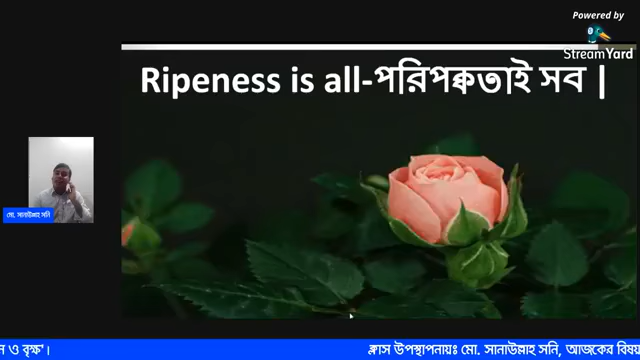 Powered by
StreamYard
Ripeness is all-পরিপক্কতাই সব |
মো. সানাউল্লাহ সনি
ন ও বৃক্ষ'। ক্লাস উপস্থাপনায়ঃ মো. সানাউল্লাহ সনি, আজকের বিষয়